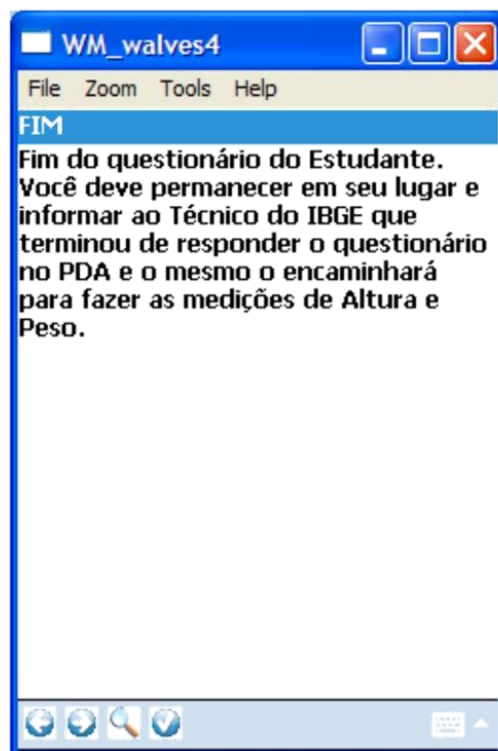 WM_walves4
File Zoom Tools Help
FIM
Fim do questionário do Estudante.
Você deve permanecer em seu lugar e
informar ao Técnico do IBGE que
terminou de responder o questionário
no PDA e o mesmo o encaminhará
para fazer as medições de Altura e
Peso.